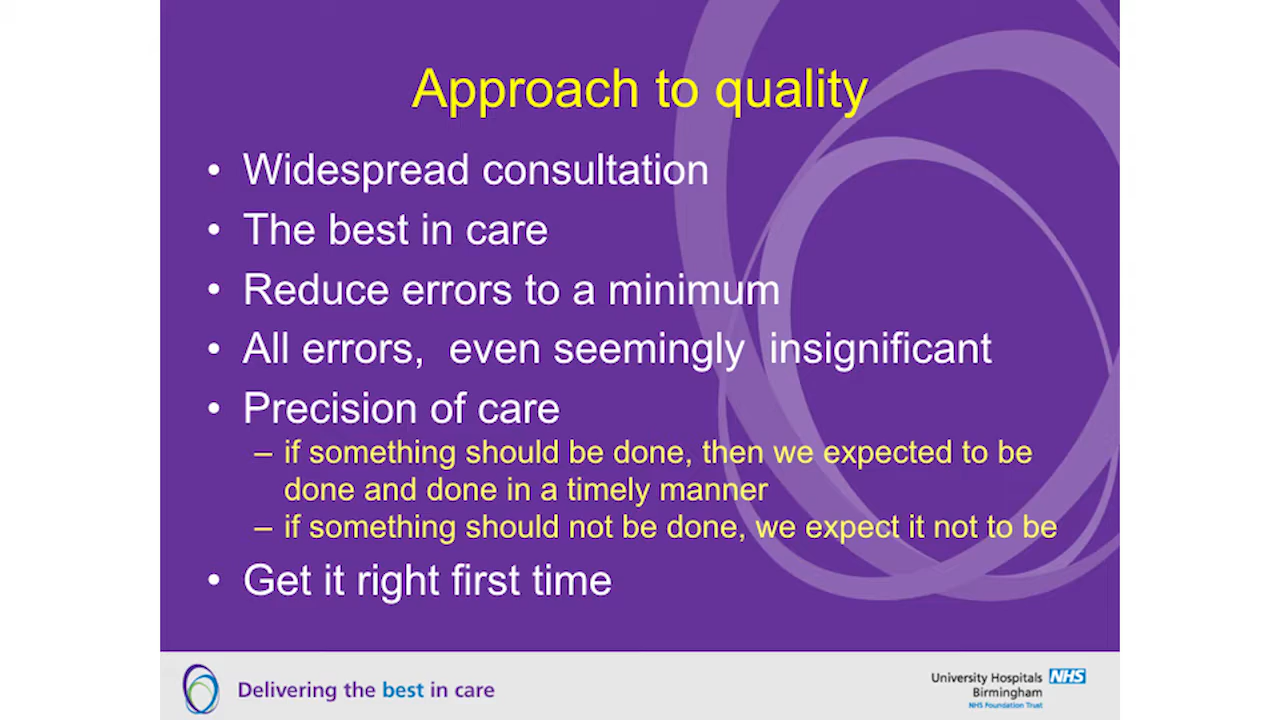 Approach to quality
• Widespread consultation
• The best in care
• Reduce errors to a minimum
• All errors,  even seemingly  insignificant
• Precision of care
– if something should be done, then we expected to be
done and done in a timely manner
– if something should not be done, we expect it not to be
• Get it right first time
Delivering the best in care
University Hospitals NHS
Birmingham
NHS Foundation Trust